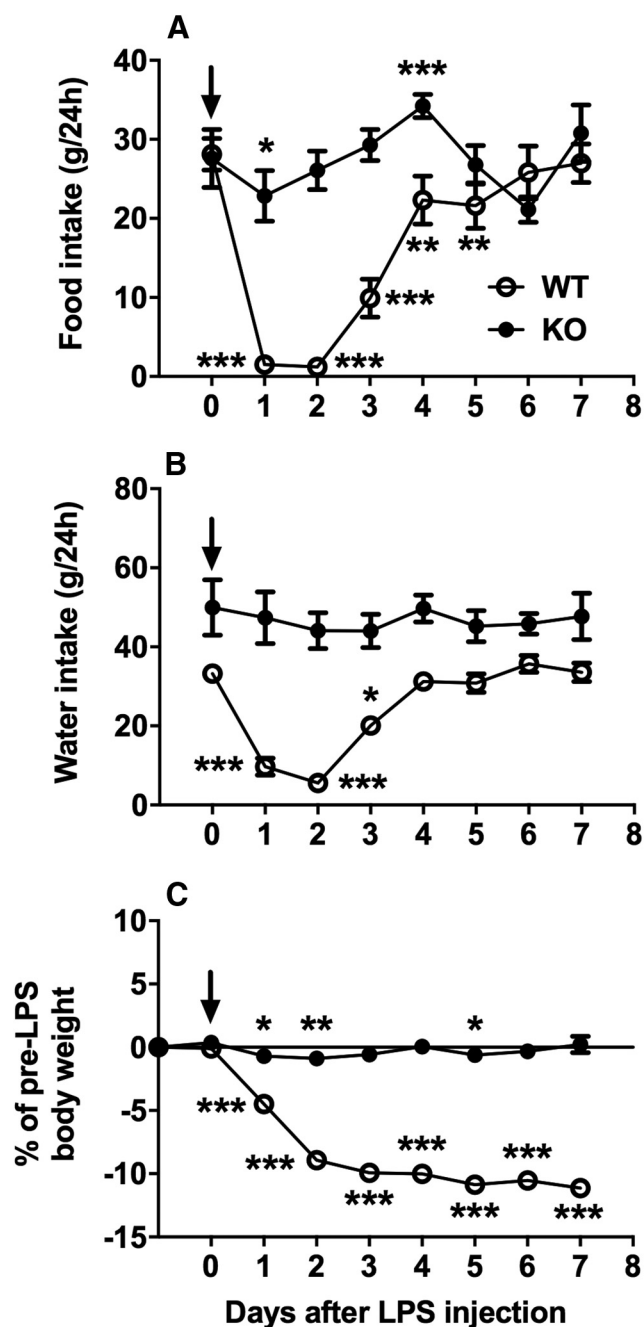 A
Food intake (g/24h)
40
30
20
10
0
***
*
***
***
***
**
**
WT
KO
0 1 2 3 4 5 6 7 8
B
Water intake (g/24h)
80
60
40
20
0
***
***
*
0 1 2 3 4 5 6 7 8
C
% of pre-LPS
body weight
10
5
0
-5
-10
-15
* ** *
***
***
***
***
***
***
***
0 1 2 3 4 5 6 7 8
Days after LPS injection